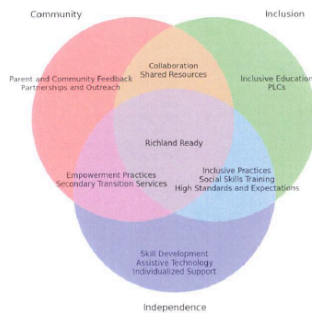 Community
Inclusion
Collaboration
Shared Resources
Parent and Community Feedback
Partnerships and Outreach
Inclusive Education
PLCs
Richland Ready
Empowerment Practices
Secondary Transition Services
Inclusive Practices
Social Skills Training
High Standards and Expectations
Skill Development
Assistive Technology
Individualized Support
Independence